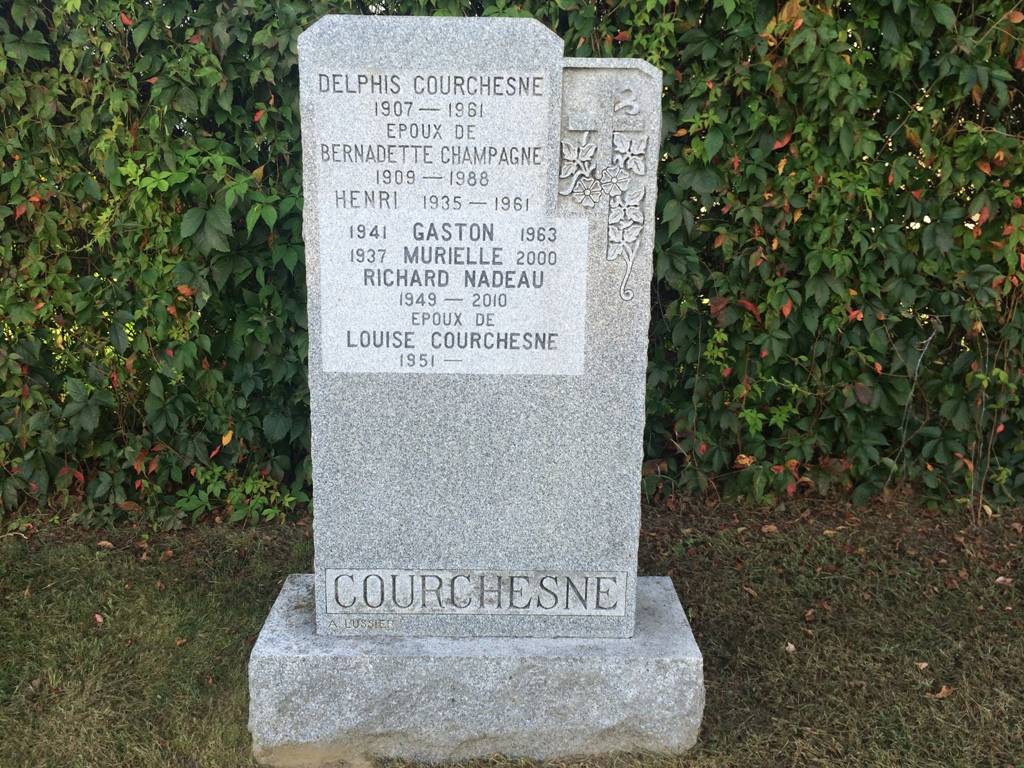 DELPHIS COURCHESNE
1907 — 1961
EPOUX DE
BERNADETTE CHAMPAGNE
1909 — 1988
HENRI 1935 — 1961
1941 GASTON 1963
1937 MURIELLE 2000
RICHARD NADEAU
1949 — 2010
EPOUX DE
LOUISE COURCHESNE
1951 —
COURCHESNE
A. LUSSIER